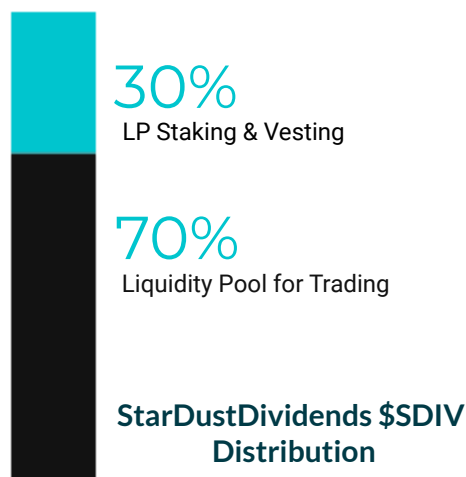 30%
LP Staking & Vesting
70%
Liquidity Pool for Trading
StarDustDividends $SDIV
Distribution